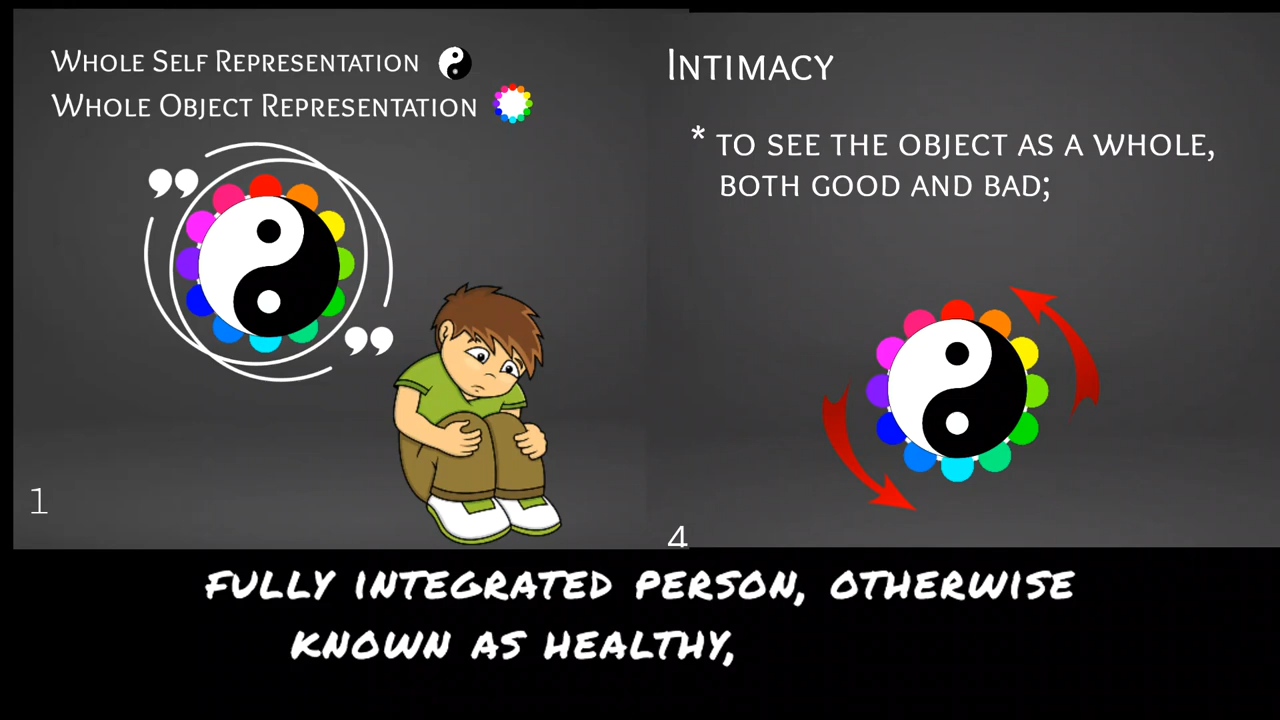 Whole Self Representation
Whole Object Representation
””
””
1
Intimacy
* to see the object as a whole,
both good and bad;
4
fully integrated person, otherwise
known as healthy,